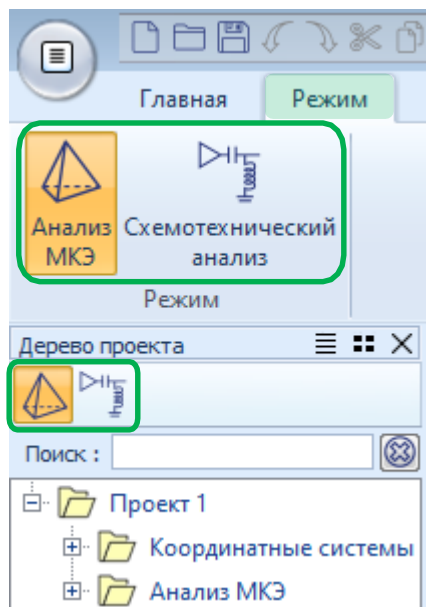 Главная Режим
Анализ Схемотехнический
МКЭ анализ
Режим
Дерево проекта
Поиск :
Проект 1
Координатные системы
Анализ МКЭ